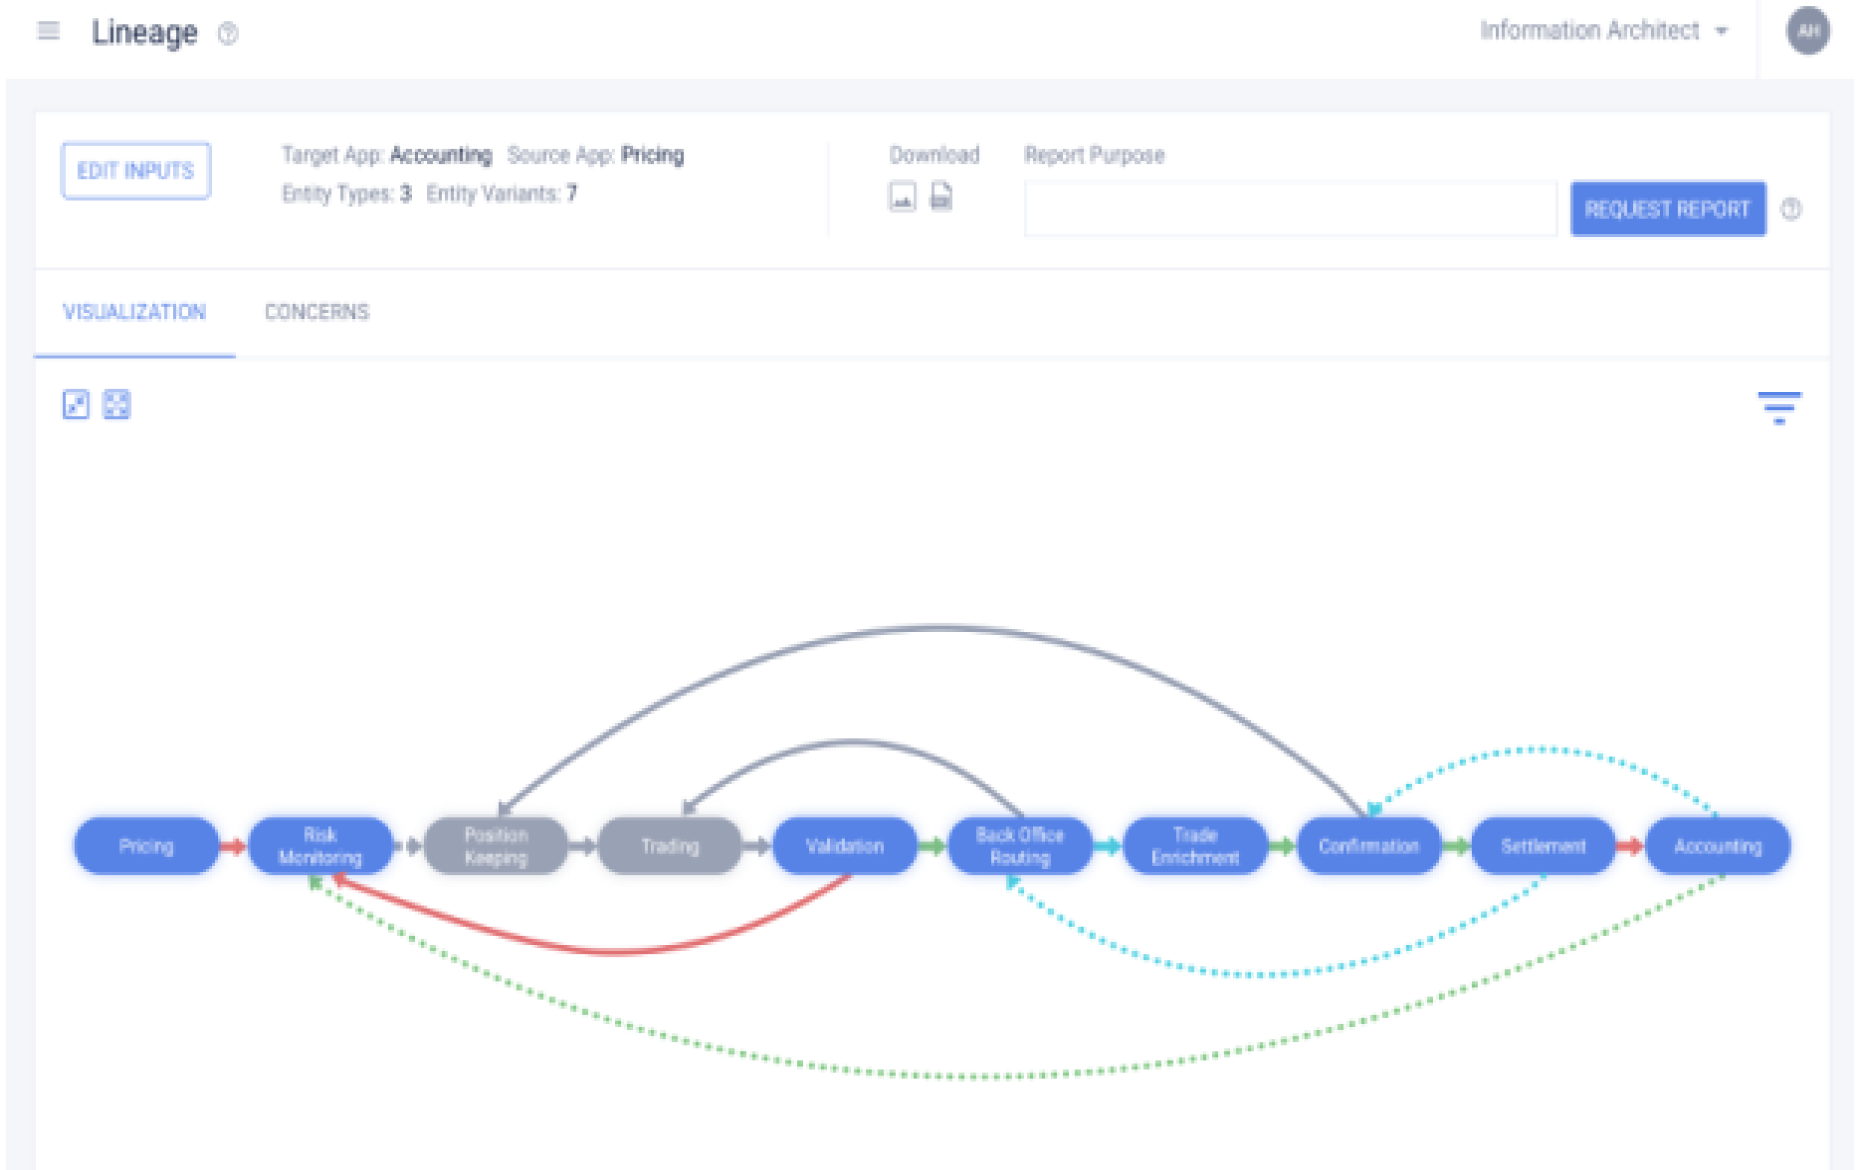 Lineage
Information Architect
AH
EDIT INPUTS
Target App: Accounting Source App: Pricing
Entity Types: 3 Entity Variants: 7
Download
Report Purpose
REQUEST REPORT
VISUALIZATION
CONCERNS
Pricing
Risk
Monitoring
Position
Keeping
Trading
Validation
Back Office
Routing
Trade
Enrichment
Confirmation
Settlement
Accounting